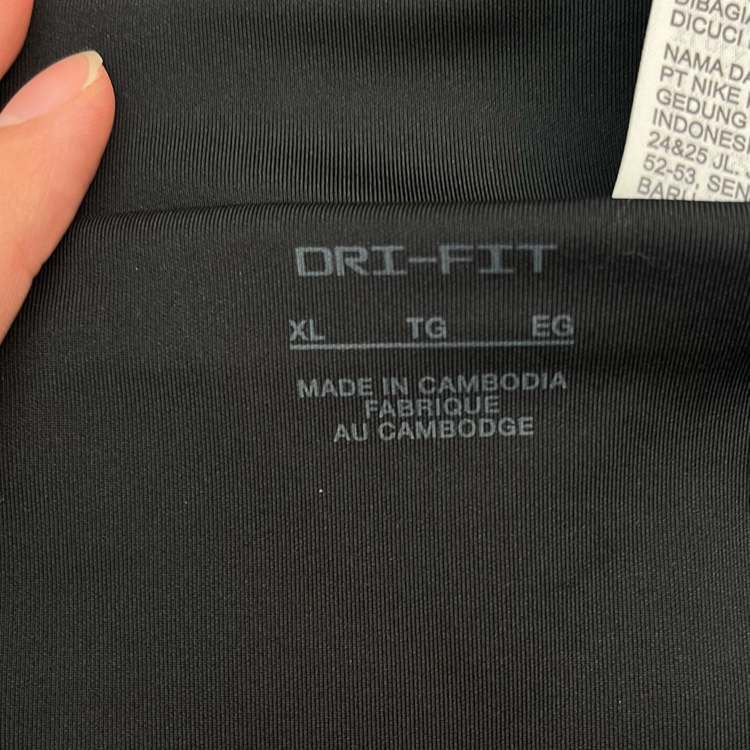 DICUCI
NAMA
PT NIKE
GEDUNG
24&25 JL.
52-53,
DRI-FIT
XL TG EG
MADE IN CAMBODIA
FABRIQUE
AU CAMBODGE